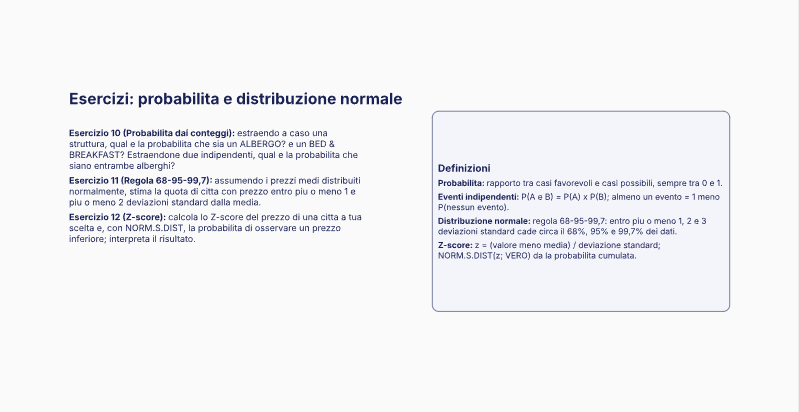 Esercizi: probabilita e distribuzione normale
Esercizio 10 (Probabilita dai conteggi): estraendo a caso una
struttura, qual e la probabilita che sia un ALBERGO? e un BED &
BREAKFAST? Estraendone due indipendenti, qual e la probabilita che
siano entrambe alberghi?
Esercizio 11 (Regola 68-95-99,7): assumendo i prezzi medi distribuiti
normalmente, stima la quota di citta con prezzo entro piu o meno 1 e
piu o meno 2 deviazioni standard dalla media.
Esercizio 12 (Z-score): calcola lo Z-score del prezzo di una citta a tua
scelta e, con NORM.S.DIST, la probabilita di osservare un prezzo
inferiore; interpreta il risultato.
Definizioni
Probabilita: rapporto tra casi favorevoli e casi possibili, sempre tra 0 e 1.
Eventi indipendenti: P(A e B) = P(A) x P(B); almeno un evento = 1 meno
P(nessun evento).
Distribuzione normale: regola 68-95-99,7: entro piu o meno 1, 2 e 3
deviazioni standard cade circa il 68%, 95% e 99,7% dei dati.
Z-score: z = (valore meno media) / deviazione standard;
NORM.S.DIST(z; VERO) da la probabilita cumulata.